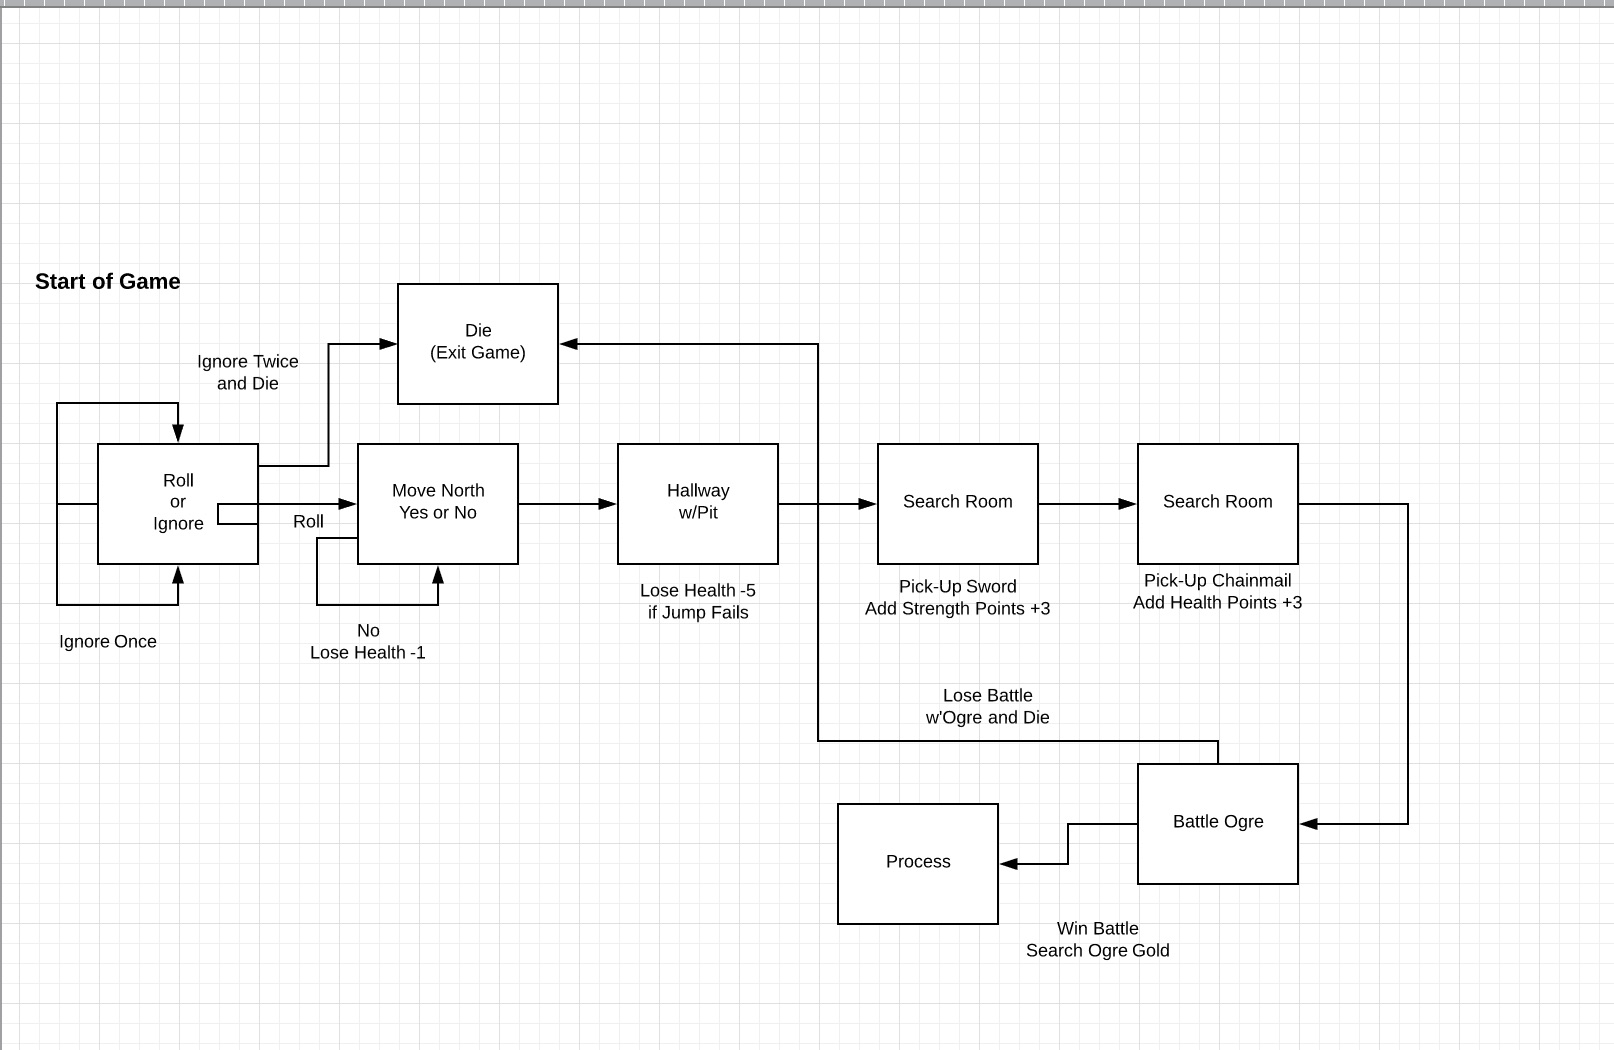 Start of Game
Die
(Exit Game)
Ignore Twice
and Die
Roll
or
Ignore
Roll
Move North
Yes or No
Hallway
w/Pit
Search Room
Search Room
Ignore Once
No
Lose Health -1
Lose Health -5
if Jump Fails
Pick-Up Sword
Add Strength Points +3
Pick-Up Chainmail
Add Health Points +3
Lose Battle
w'Ogre and Die
Battle Ogre
Process
Win Battle
Search Ogre Gold